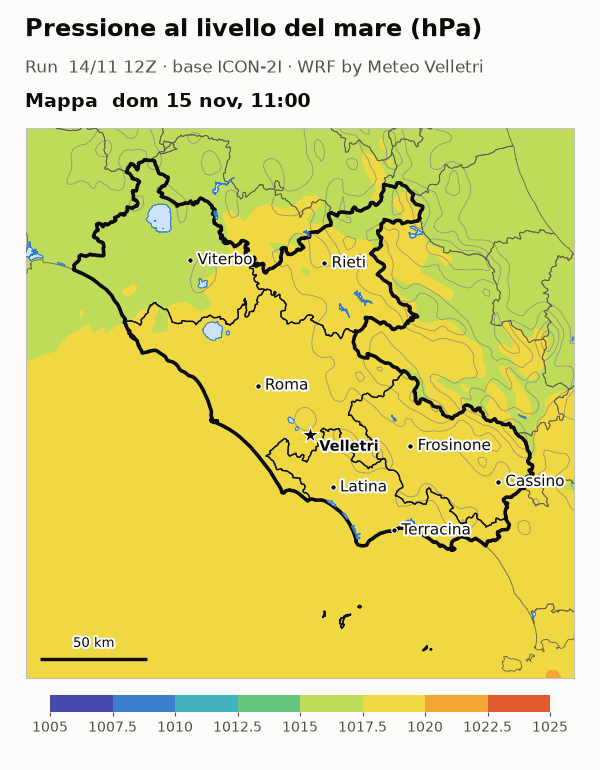 Pressione al livello del mare (hPa)
Run  14/11 12Z · base ICON-2I · WRF by Meteo Velletri
Mappa  dom 15 nov, 11:00
Viterbo
Rieti
Roma
Velletri
Frosinone
Cassino
Latina
Terracina
50 km
1005 1007.5 1010 1012.5 1015 1017.5 1020 1022.5 1025